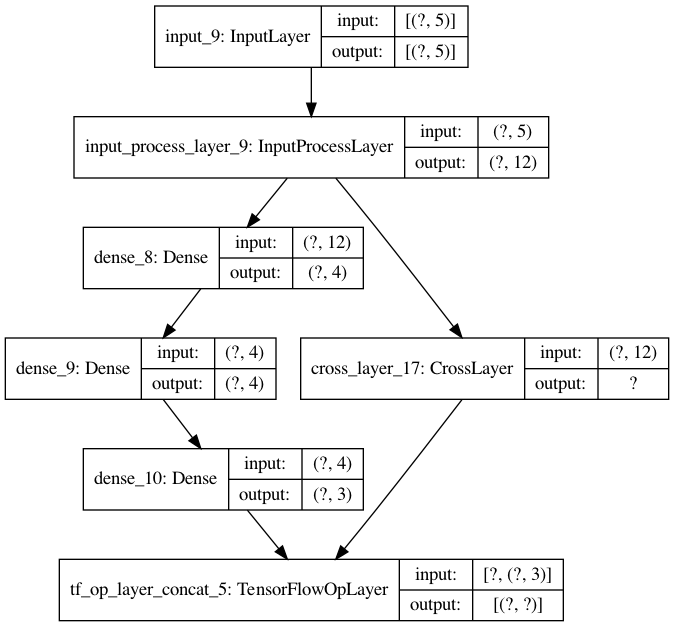 input_9: InputLayer
input: [(?, 5)]
output: [(?, 5)]
input_process_layer_9: InputProcessLayer
input: (?, 5)
output: (?, 12)
dense_8: Dense
input: (?, 12)
output: (?, 4)
dense_9: Dense
input: (?, 4)
output: (?, 4)
cross_layer_17: CrossLayer
input: (?, 12)
output: ?
dense_10: Dense
input: (?, 4)
output: (?, 3)
tf_op_layer_concat_5: TensorFlowOpLayer
input: [?, (?, 3)]
output: [(?, ?)]